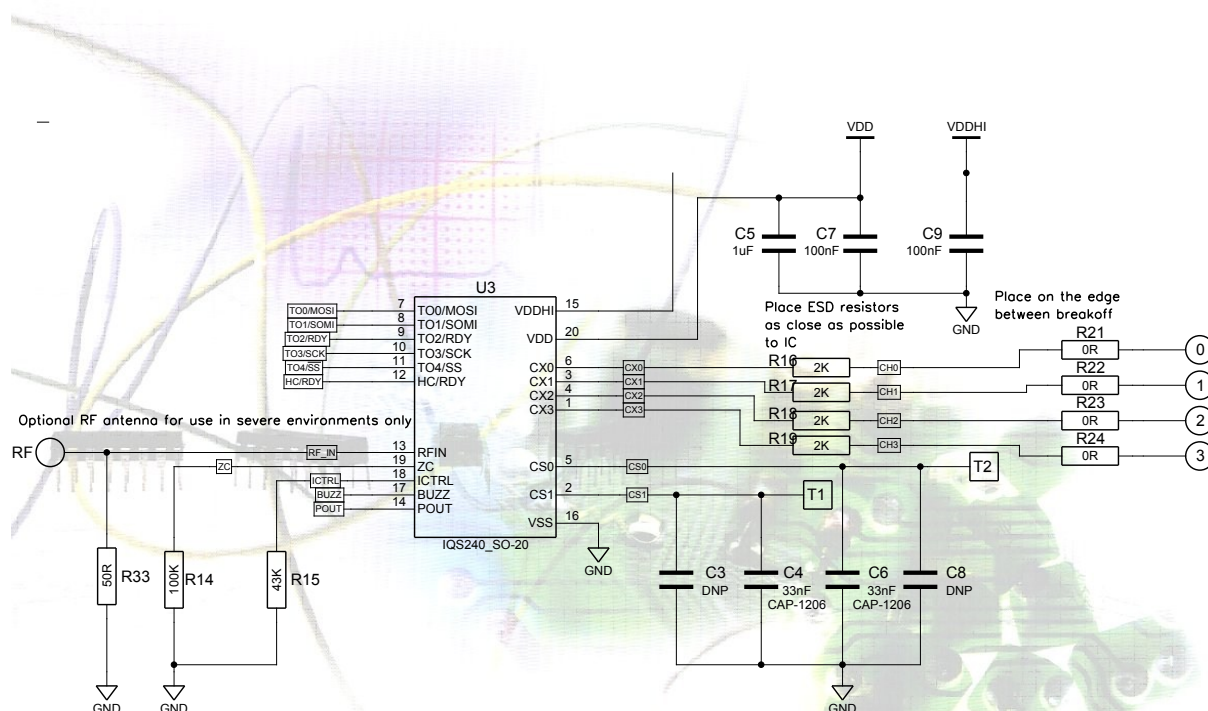 VDD
VDDHI
C5
1uF
C7
100nF
C9
100nF
GND
U3
TO0/MOSI 7 TO0/MOSI
TO1/SOMI 8 TO1/SOMI
TO2/RDY 9 TO2/RDY
TO3/SCK 10 TO3/SCK
TO4/SS 11 TO4/SS
HC/RDY 12 HC/RDY
VDDHI 15
VDD 20
CX0 6 CX0
CX1 3 CX1
CX2 4 CX2
CX3 1 CX3
Place ESD resistors
as close as possible
to IC
Place on the edge
between breakoff
R16 2K CH0 R21 0R 0
R17 2K CH1 R22 0R 1
R18 2K CH2 R23 0R 2
R19 2K CH3 R24 0R 3
Optional RF antenna for use in severe environments only
RF RF_IN 13 RFIN
ZC 19 ZC
ICTRL 18 ICTRL
BUZZ 17 BUZZ
POUT 14 POUT
CS0 5 CS0 T2
CS1 2 CS1 T1
VSS 16
GND
IQS240_SO-20
50R R33
100K R14
43K R15
C3
DNP
C4
33nF
CAP-1206
C6
33nF
CAP-1206
C8
DNP
GND
GND
GND